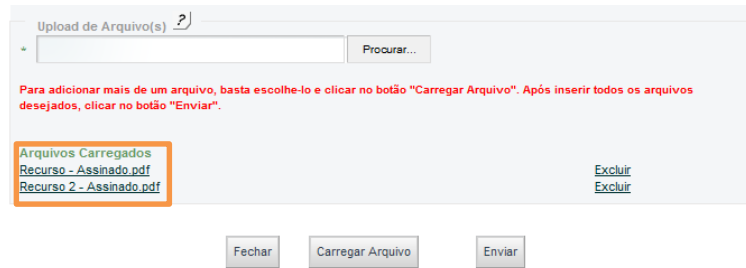 Upload de Arquivo(s) ?
* Procurar...
Para adicionar mais de um arquivo, basta escolhe-lo e clicar no botão "Carregar Arquivo". Após inserir todos os arquivos
desejados, clicar no botão "Enviar".
Arquivos Carregados
Recurso - Assinado.pdf Excluir
Recurso 2 - Assinado.pdf Excluir
Fechar Carregar Arquivo Enviar